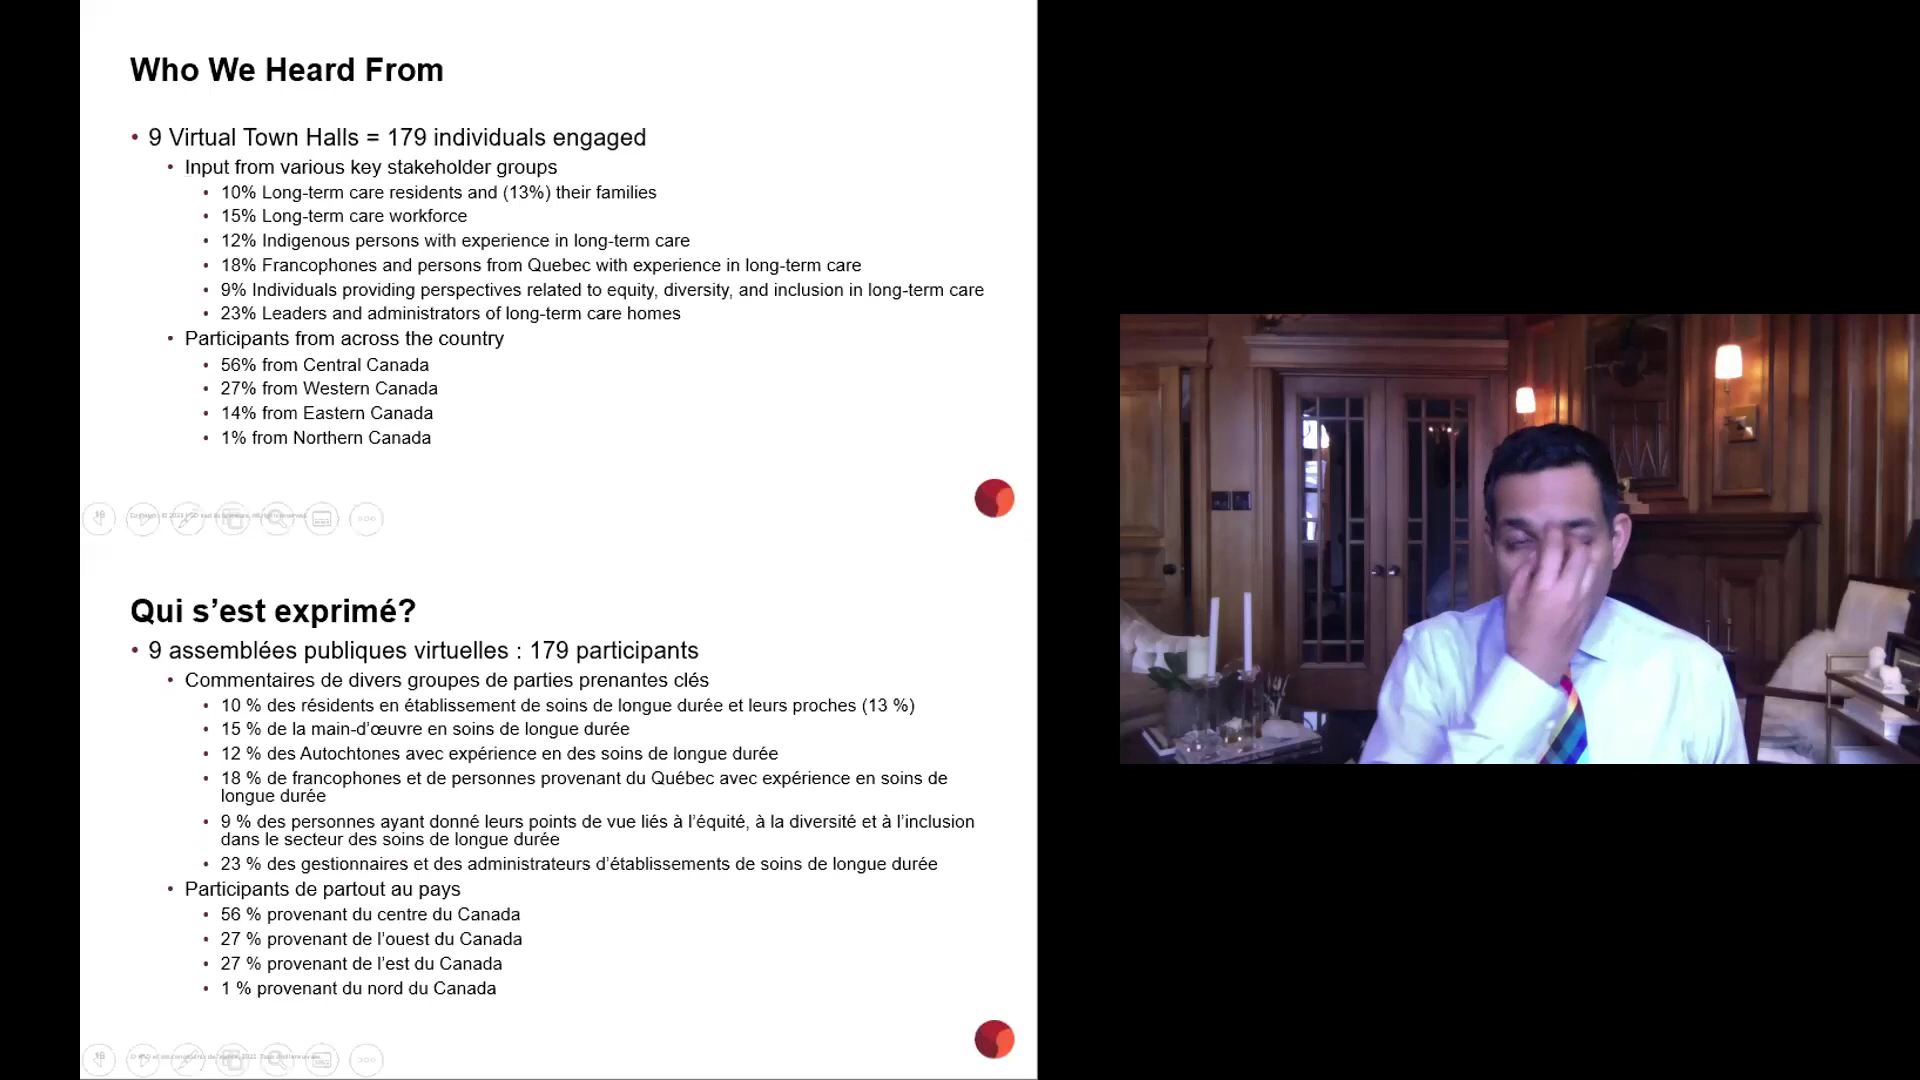 Who We Heard From
• 9 Virtual Town Halls = 179 individuals engaged
• Input from various key stakeholder groups
• 10% Long-term care residents and (13%) their families
• 15% Long-term care workforce
• 12% Indigenous persons with experience in long-term care
• 18% Francophones and persons from Quebec with experience in long-term care
• 9% Individuals providing perspectives related to equity, diversity, and inclusion in long-term care
• 23% Leaders and administrators of long-term care homes
• Participants from across the country
• 56% from Central Canada
• 27% from Western Canada
• 14% from Eastern Canada
• 1% from Northern Canada
Qui s’est exprimé?
• 9 assemblées publiques virtuelles : 179 participants
• Commentaires de divers groupes de parties prenantes clés
• 10 % des résidents en établissement de soins de longue durée et leurs proches (13 %)
• 15 % de la main-d’œuvre en soins de longue durée
• 12 % des Autochtones avec expérience en des soins de longue durée
• 18 % de francophones et de personnes provenant du Québec avec expérience en soins de
longue durée
• 9 % des personnes ayant donné leurs points de vue liés à l’équité, à la diversité et à l’inclusion
dans le secteur des soins de longue durée
• 23 % des gestionnaires et des administrateurs d’établissements de soins de longue durée
• Participants de partout au pays
• 56 % provenant du centre du Canada
• 27 % provenant de l’ouest du Canada
• 27 % provenant de l’est du Canada
• 1 % provenant du nord du Canada